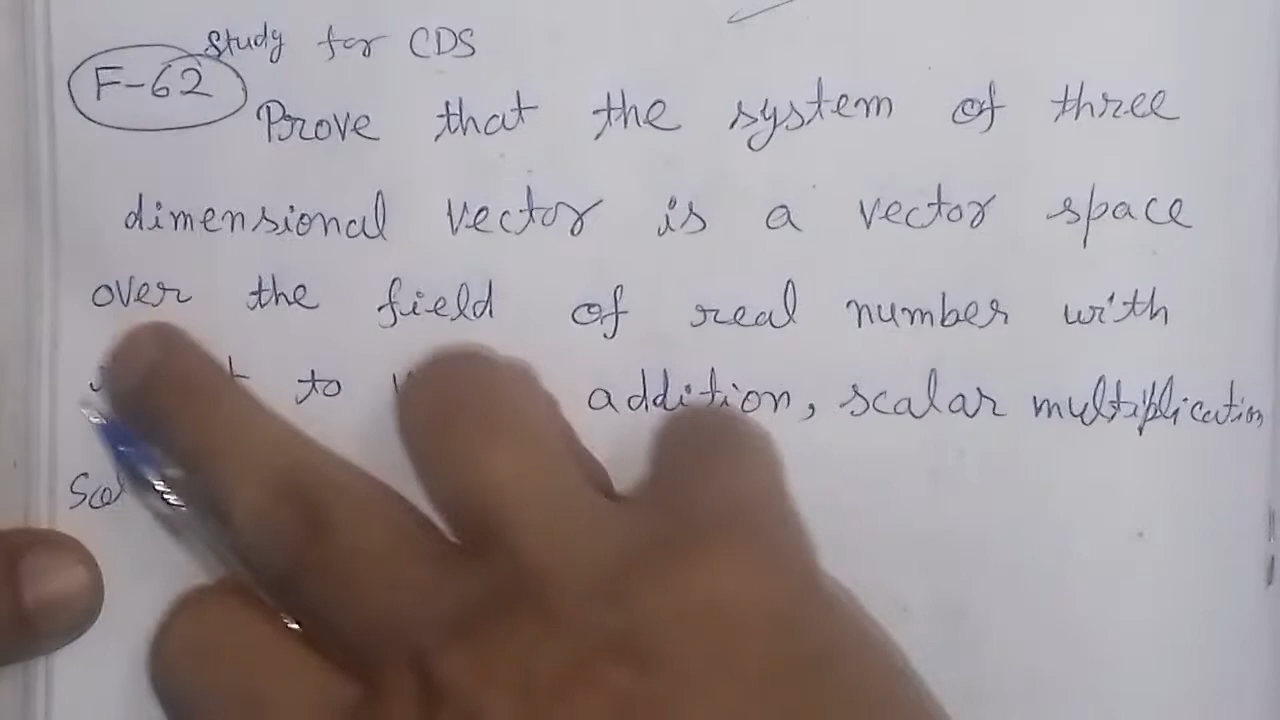 study for CDS
F-62
Prove that the system of three
dimensional vector is a vector space
over the field of real number with
to addition, scalar multiplication